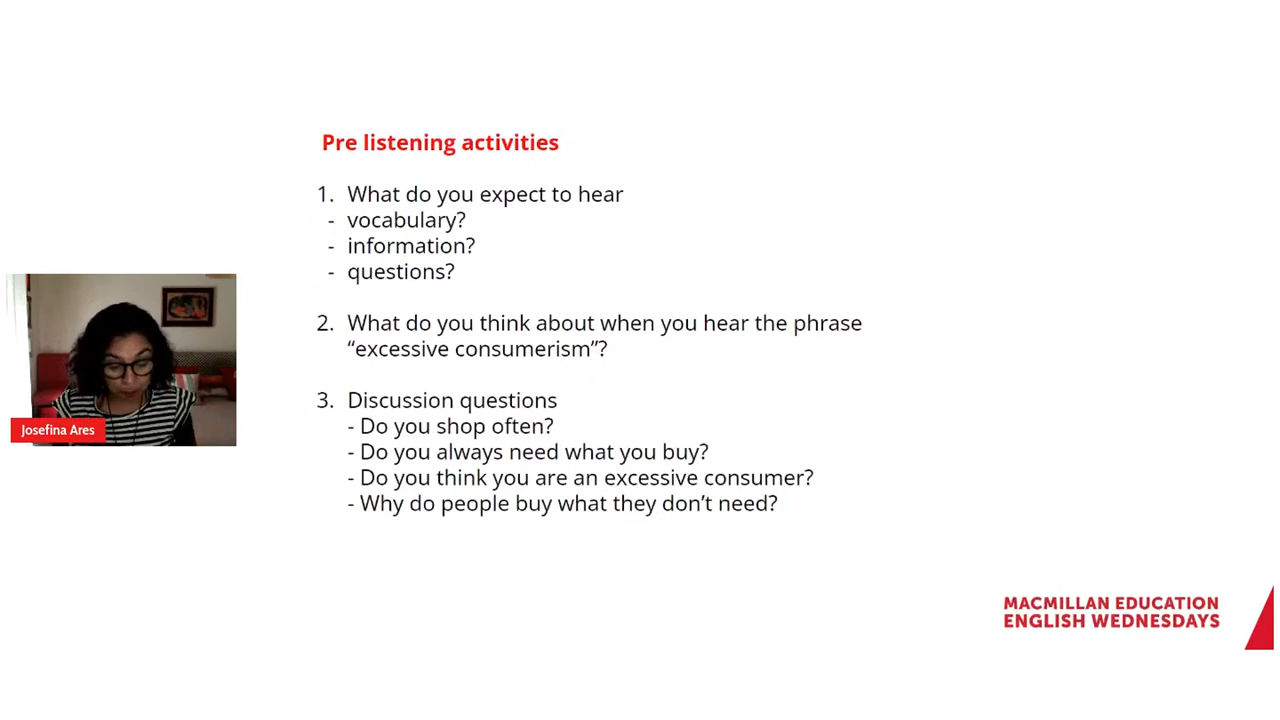 Pre listening activities
1. What do you expect to hear
- vocabulary?
- information?
- questions?
2. What do you think about when you hear the phrase
“excessive consumerism”?
3. Discussion questions
- Do you shop often?
- Do you always need what you buy?
- Do you think you are an excessive consumer?
- Why do people buy what they don’t need?
Josefina Ares
MACMILLAN EDUCATION
ENGLISH WEDNESDAYS